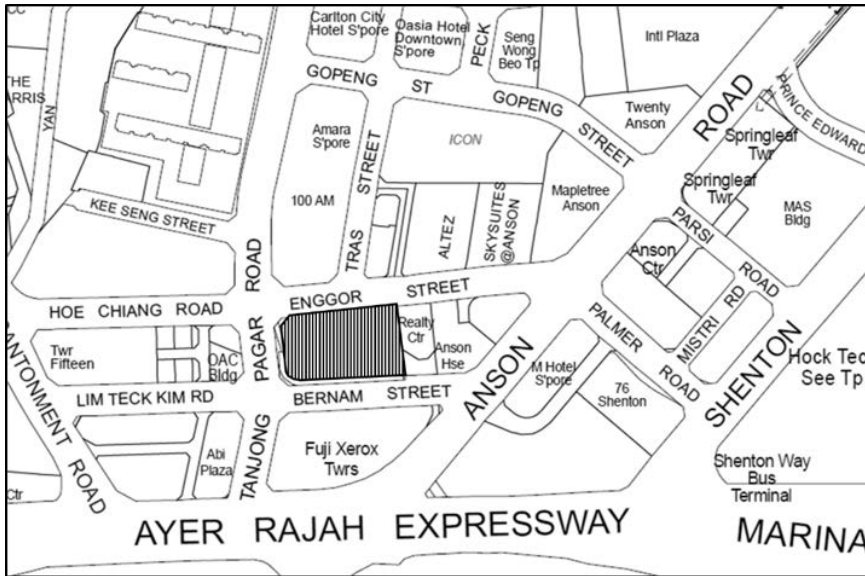 CC
Carlton City
Hotel S'pore
Oasia Hotel
Downtown
S'pore
PECK
Seng
Wong
Beo Tp
Intl Plaza
THE
YAN
GOPENG ST
GOPENG STREET
Twenty
Anson
ROAD
PRINCE EDWARD
Amara
S'pore
100 AM
TRAS STREET
ICON
Springleaf
Twr
Springleaf
Twr
MAS
Bldg
Mapletree
Anson
ALTEZ
SKYSUITES
@ANSON
KEE SENG STREET
PARSI ROAD
Anson
Ctr
MISTRI RD
PALMER ROAD
HOE CHIANG ROAD
ENGGOR STREET
TANJONG PAGAR ROAD
Realty
Ctr
Anson
Hse
Twr
Fifteen
OAC
Bldg
ANSON
M Hotel
S'pore
76
Shenton
SHENTON
Hock Tec
See Tp
LIM TECK KIM RD
BERNAM STREET
ANTONMENT ROAD
Abi
Plaza
Fuji Xerox
Twrs
Shenton Way
Bus
Terminal
Ctr
AYER RAJAH EXPRESSWAY
MARINA